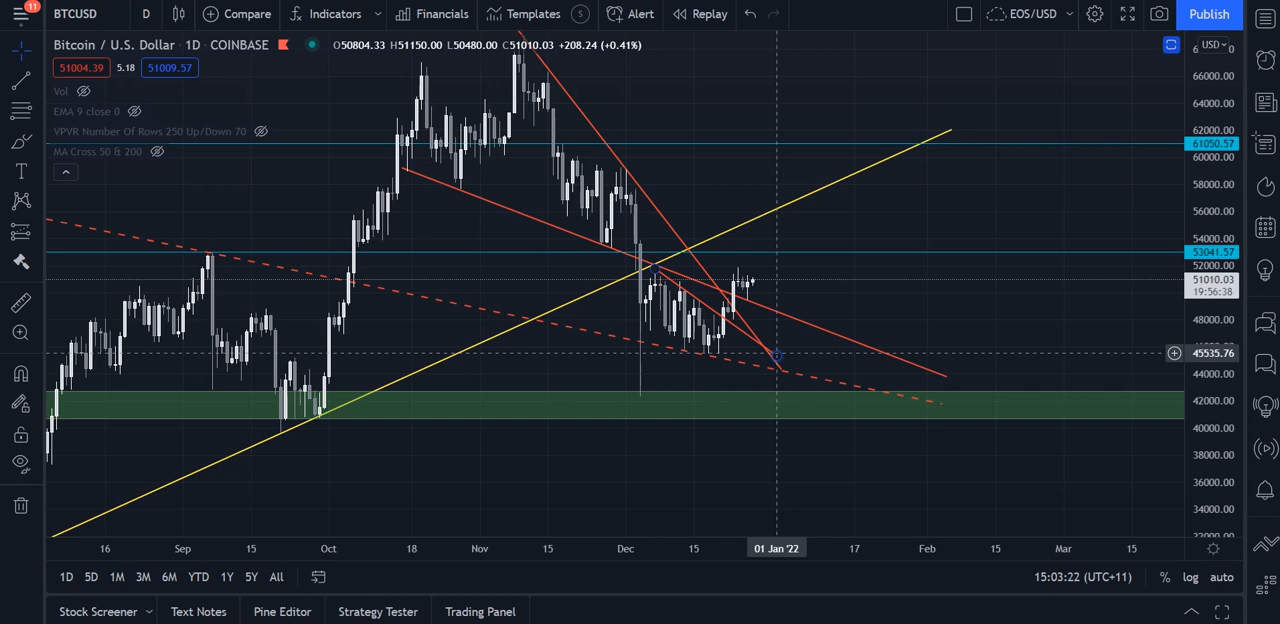 11
BTCUSD D Compare Indicators Financials Templates S Alert Replay EOS/USD Publish
Bitcoin / U.S. Dollar · 1D · COINBASE O50804.33 H51150.00 L50480.00 C51010.03 +208.24 (+0.41%) USD
51004.39 5.18 51009.57
Vol
EMA 9 close 0
VPVR Number Of Rows 250 Up/Down 70
MA Cross 50 & 200
66000.00
64000.00
62000.00
61050.57
60000.00
58000.00
56000.00
54000.00
53041.57
52000.00
51010.03
19:56:38
48000.00
45535.76
44000.00
42000.00
40000.00
38000.00
36000.00
34000.00
32000.00
16 Sep 15 Oct 18 Nov 15 Dec 15 01 Jan '22 17 Feb 15 Mar 15
1D 5D 1M 3M 6M YTD 1Y 5Y All 15:03:22 (UTC+11) % log auto
Stock Screener Text Notes Pine Editor Strategy Tester Trading Panel